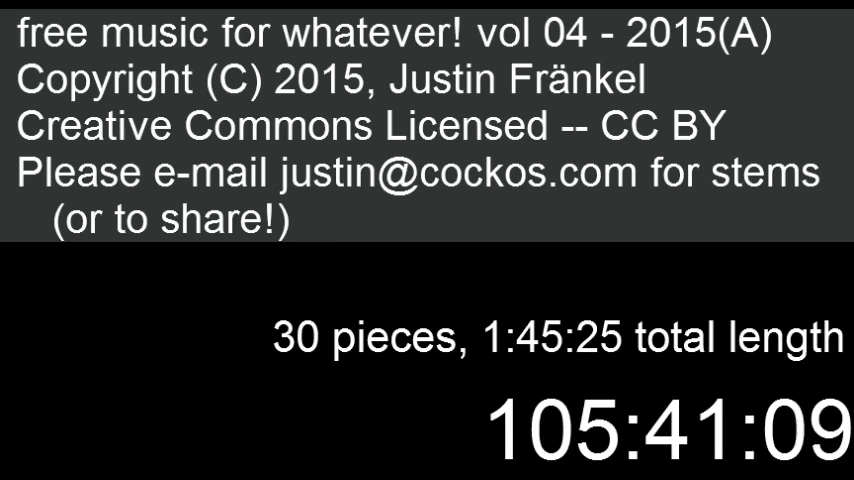 free music for whatever! vol 04 - 2015(A)
Copyright (C) 2015, Justin Fränkel
Creative Commons Licensed -- CC BY
Please e-mail justin@cockos.com for stems
(or to share!)
30 pieces, 1:45:25 total length
105:41:09